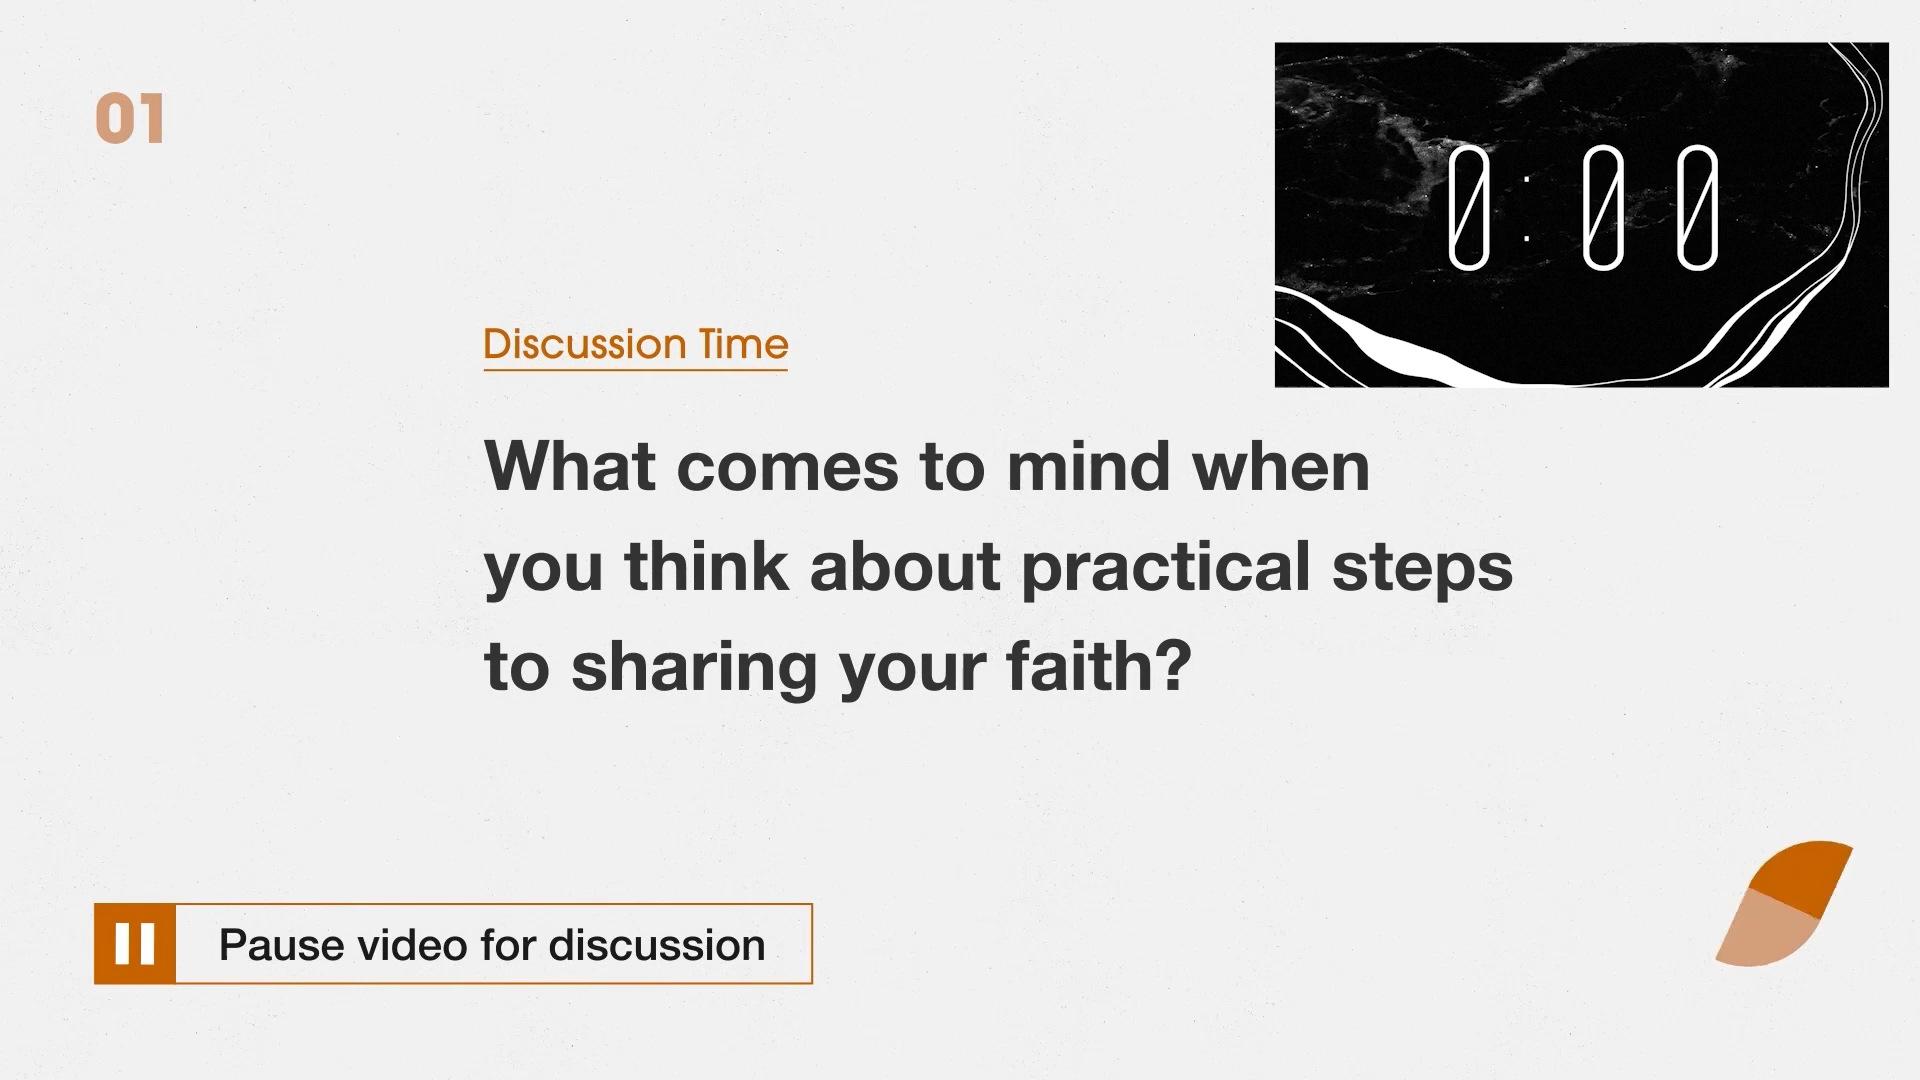 01
0:00
Discussion Time
What comes to mind when
you think about practical steps
to sharing your faith?
Pause video for discussion